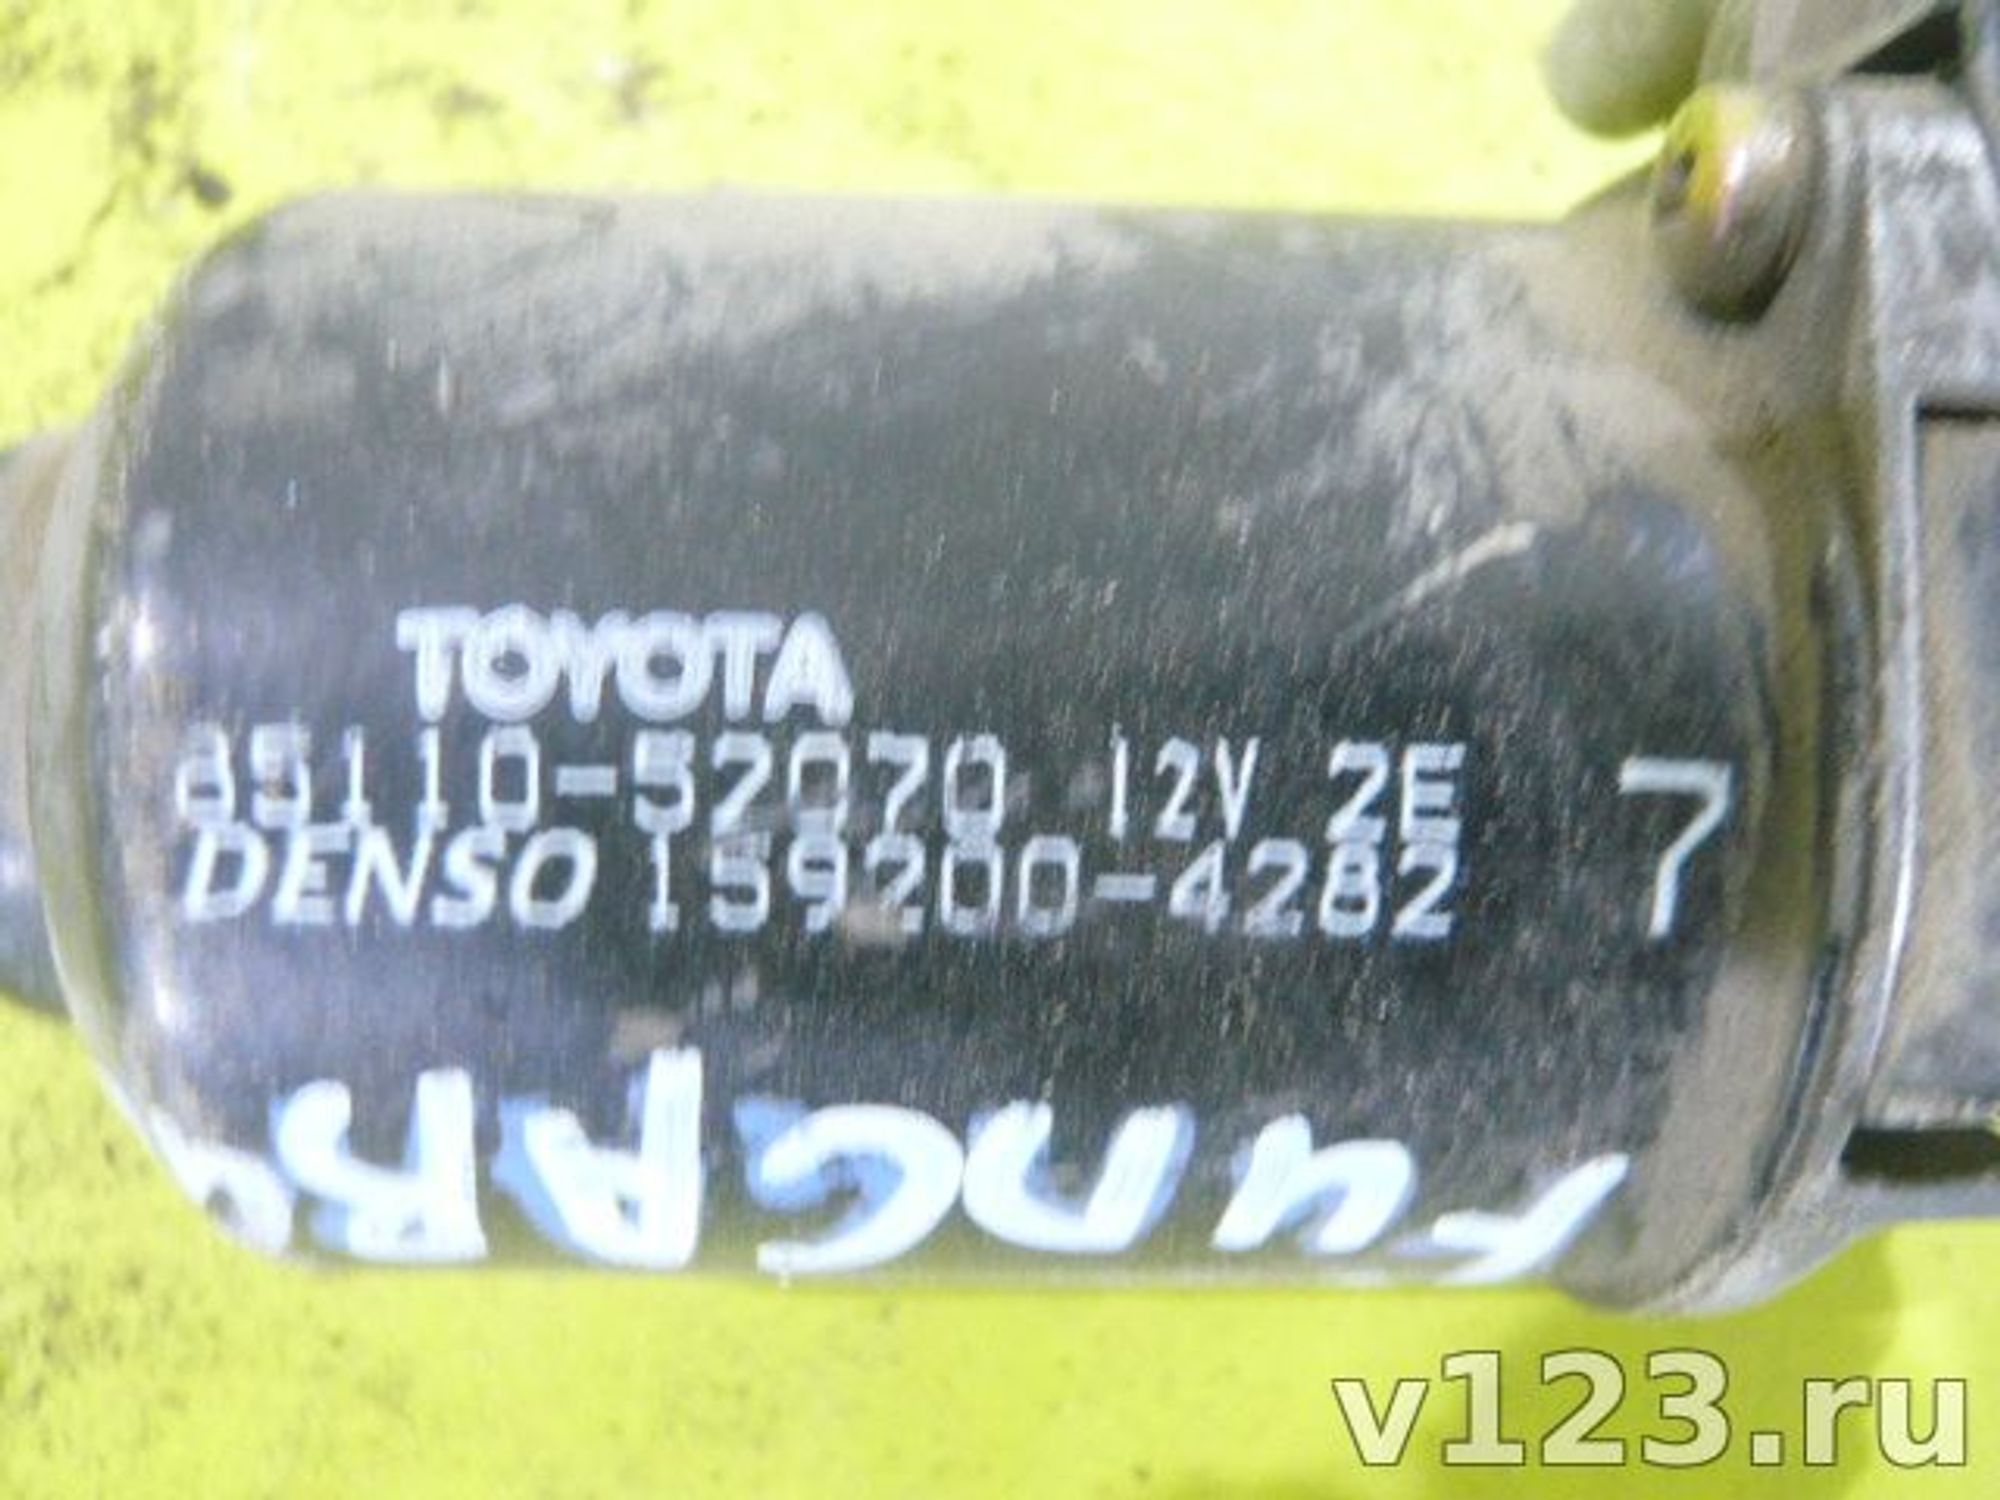 TOYOTA
85110-52070 12V 2E
DENSO 159200-4282
7
v123.ru